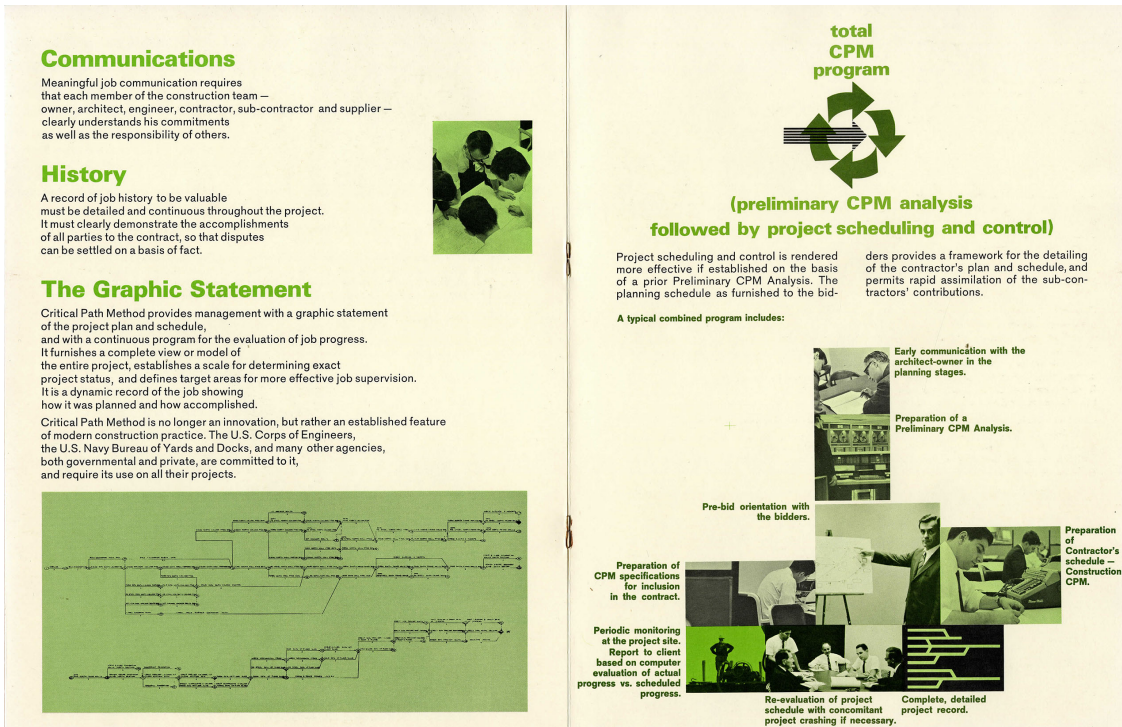 Communications
Meaningful job communication requires
that each member of the construction team —
owner, architect, engineer, contractor, sub-contractor and supplier —
clearly understands his commitments
as well as the responsibility of others.
History
A record of job history to be valuable
must be detailed and continuous throughout the project.
It must clearly demonstrate the accomplishments
of all parties to the contract, so that disputes
can be settled on a basis of fact.
The Graphic Statement
Critical Path Method provides management with a graphic statement
of the project plan and schedule,
and with a continuous program for the evaluation of job progress.
It furnishes a complete view or model of
the entire project, establishes a scale for determining exact
project status, and defines target areas for more effective job supervision.
It is a dynamic record of the job showing
how it was planned and how accomplished.
Critical Path Method is no longer an innovation, but rather an established feature
of modern construction practice. The U.S. Corps of Engineers,
the U.S. Navy Bureau of Yards and Docks, and many other agencies,
both governmental and private, are committed to it,
and require its use on all their projects.
total
CPM
program
(preliminary CPM analysis
followed by project scheduling and control)
Project scheduling and control is rendered
more effective if established on the basis
of a prior Preliminary CPM Analysis. The
planning schedule as furnished to the bid-
ders provides a framework for the detailing
of the contractor's plan and schedule, and
permits rapid assimilation of the sub-con-
tractors' contributions.
A typical combined program includes:
Early communication with the
architect-owner in the
planning stages.
Preparation of a
Preliminary CPM Analysis.
Pre-bid orientation with
the bidders.
Preparation
of
Contractor's
schedule —
Construction
CPM.
Preparation of
CPM specifications
for inclusion
in the contract.
Periodic monitoring
at the project site.
Report to client
based on computer
evaluation of actual
progress vs. scheduled
progress.
Re-evaluation of project
schedule with concomitant
project crashing if necessary.
Complete, detailed
project record.